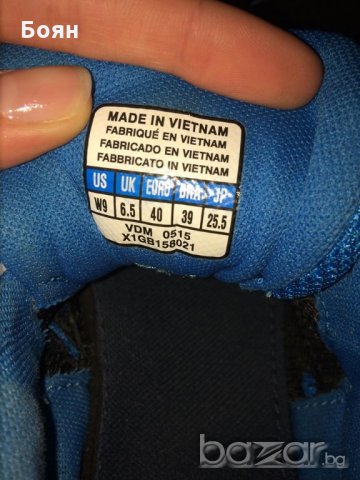 Боян
MADE IN VIETNAM
FABRIQUÉ EN VIETNAM
FABRICADO EN VIETNAM
FABBRICATO IN VIETNAM
US UK EURO BRA JP
W9 6.5 40 39 25.5
VDM 0515
X1GB158021
bazar.bg